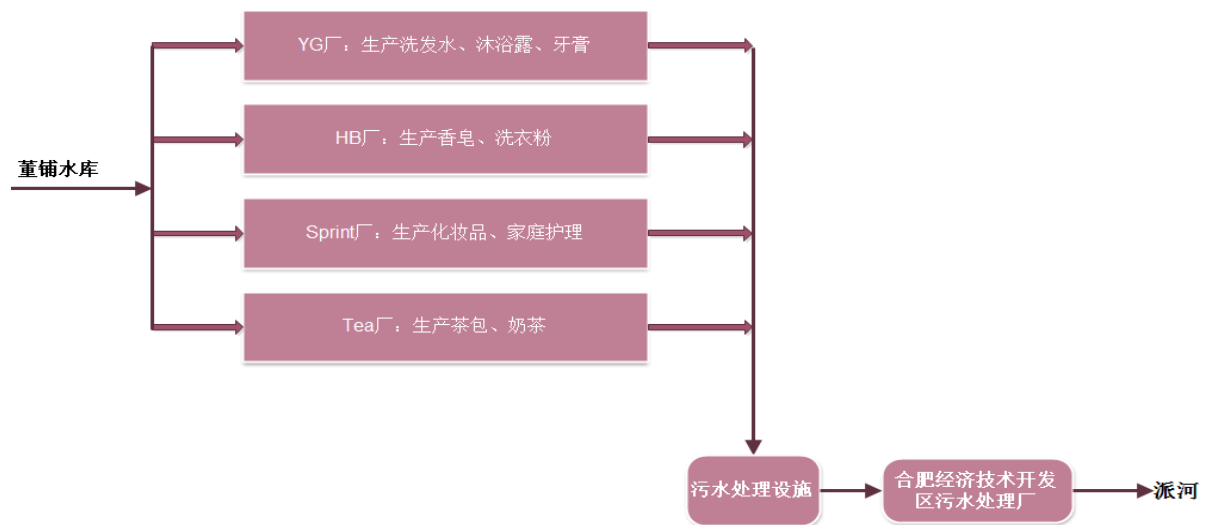 YG厂：生产洗发水、沐浴露、牙膏
HB厂：生产香皂、洗衣粉
董铺水库
Sprint厂：生产化妆品、家庭护理
Tea厂：生产茶包、奶茶
污水处理设施
合肥经济技术开发
区污水处理厂
派河